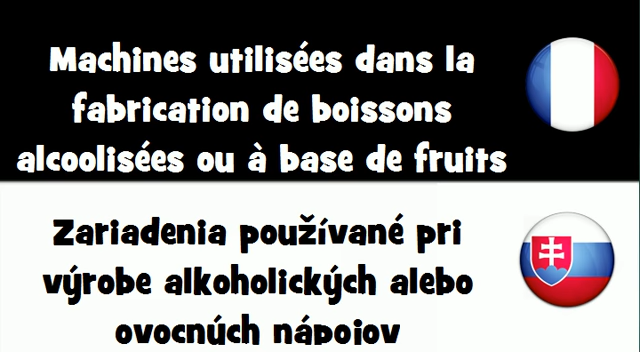 Machines utilisées dans la
fabrication de boissons
alcoolisées ou à base de fruits
Zariadenia používané pri
výrobe alkoholických alebo
ovocných nápojov